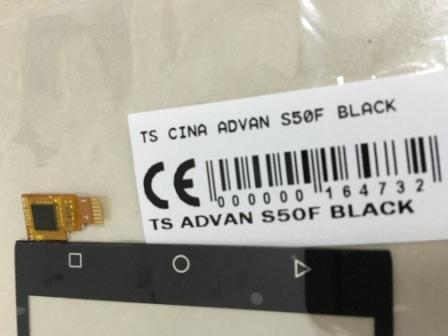 TS CINA ADVAN S50F BLACK
CE
000000 164732
TS ADVAN S50F BLACK